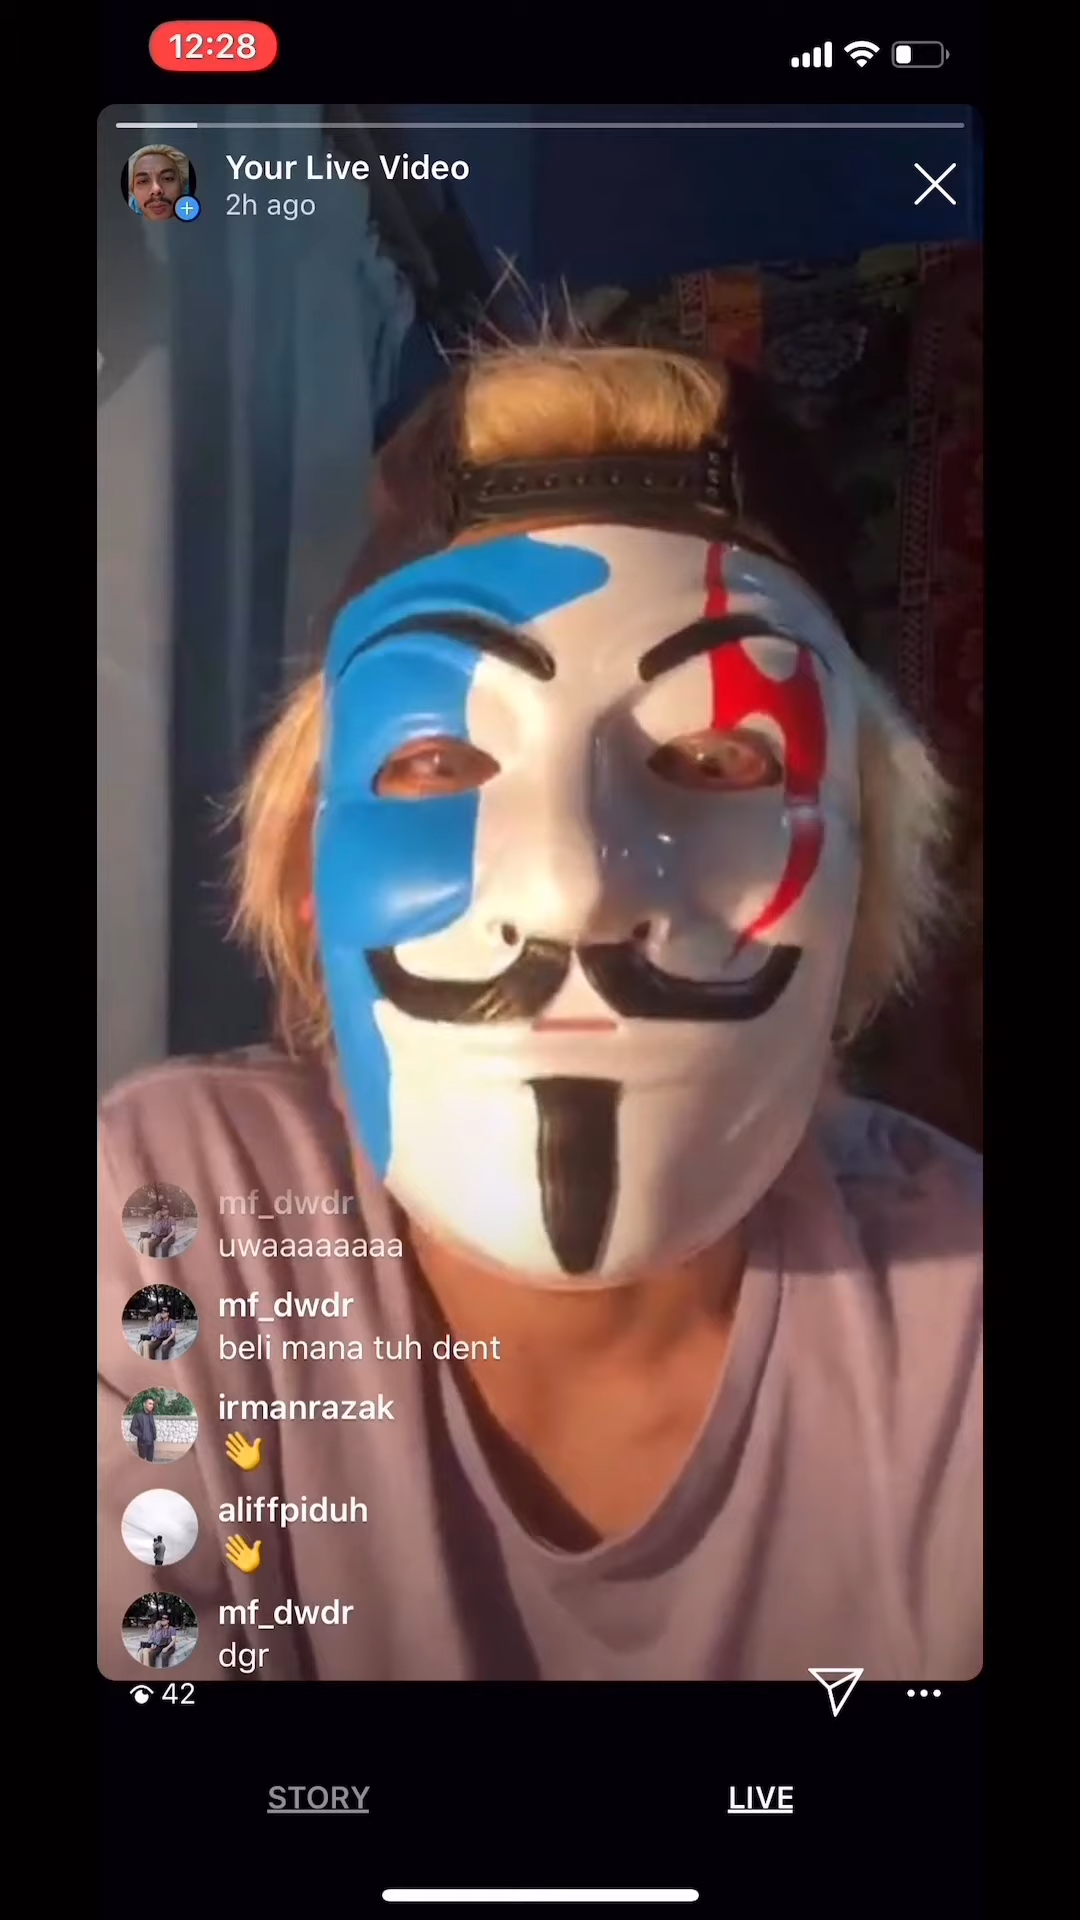 12:28
Your Live Video
2h ago
mf_dwdr
uwaaaaaaaa
mf_dwdr
beli mana tuh dent
irmanrazak
👋
aliffpiduh
👋
mf_dwdr
dgr
42
STORY
LIVE